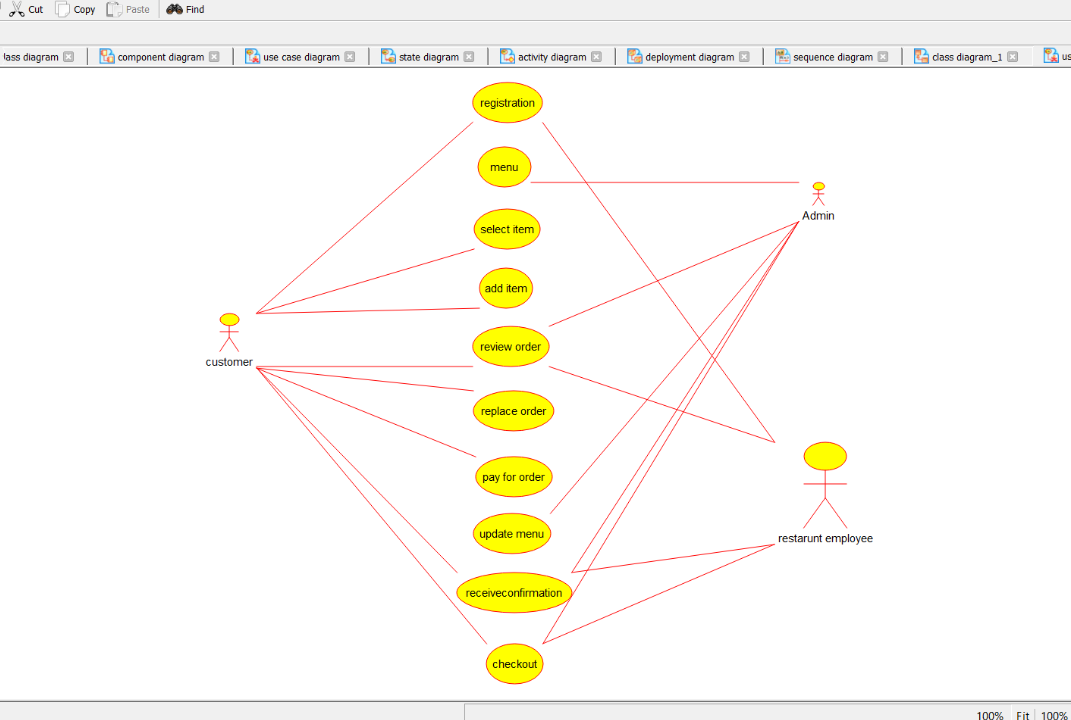 Cut Copy Paste Find
lass diagram component diagram use case diagram state diagram activity diagram deployment diagram sequence diagram class diagram_1 us
registration
menu
Admin
select item
add item
review order
customer
replace order
pay for order
update menu
restarunt employee
receiveconfirmation
checkout
100% Fit 100%